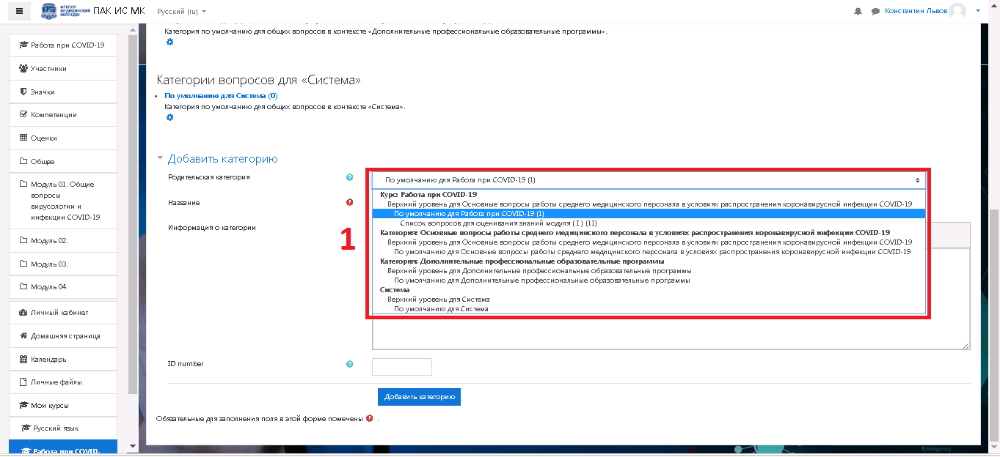 ФГБПОУ
МЕДИЦИНСКИЙ
КОЛЛЕДЖ
ПАК ИС МК
Русский (ru)
Константин Львов
Работа при COVID-19
Участники
Значки
Компетенции
Оценки
Общее
Модуль 01. Общие
вопросы
вирусологии и
инфекции COVID-19
Модуль 02.
Модуль 03.
Модуль 04.
Личный кабинет
Домашняя страница
Календарь
Личные файлы
Мои курсы
Русский язык
Работа при COVID-
Категория по умолчанию для общих вопросов в контексте «Дополнительные профессиональные образовательные программы».
Категории вопросов для «Система»
По умолчанию для Система (0)
Категория по умолчанию для общих вопросов в контексте «Система».
Добавить категорию
Родительская категория
По умолчанию для Работа при COVID-19 (1)
Курс: Работа при COVID-19
Верхний уровень для Основные вопросы работы среднего медицинского персонала в условиях распространения коронавирусной инфекции COVID-19
По умолчанию для Работа при COVID-19 (1)
Список вопросов для оценивания знаний модуля ( I ) (11)
Категория: Основные вопросы работы среднего медицинского персонала в условиях распространения коронавирусной инфекции COVID-19
Верхний уровень для Основные вопросы работы среднего медицинского персонала в условиях распространения коронавирусной инфекции COVID-19
По умолчанию для Основные вопросы работы среднего медицинского персонала в условиях распространения коронавирусной инфекции COVID-19
Категория: Дополнительные профессиональные образовательные программы
Верхний уровень для Дополнительные профессиональные образовательные программы
По умолчанию для Дополнительные профессиональные образовательные программы
Система
Верхний уровень для Система
По умолчанию для Система
Название
Информация о категории
1
ID number
Добавить категорию
Обязательные для заполнения поля в этой форме помечены .
Emergency